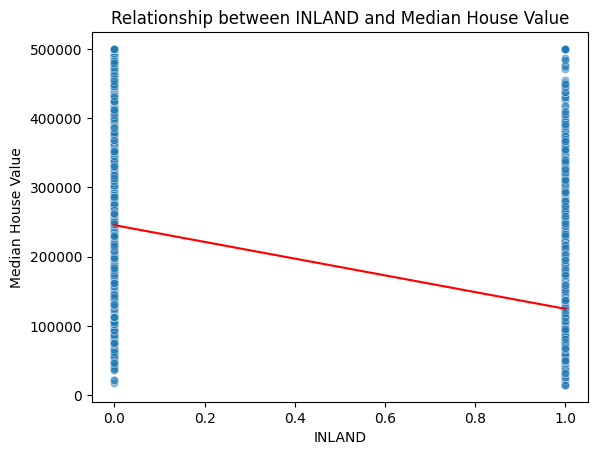 Relationship between INLAND and Median House Value
500000
400000
300000
200000
100000
0
Median House Value
0.0 0.2 0.4 0.6 0.8 1.0
INLAND